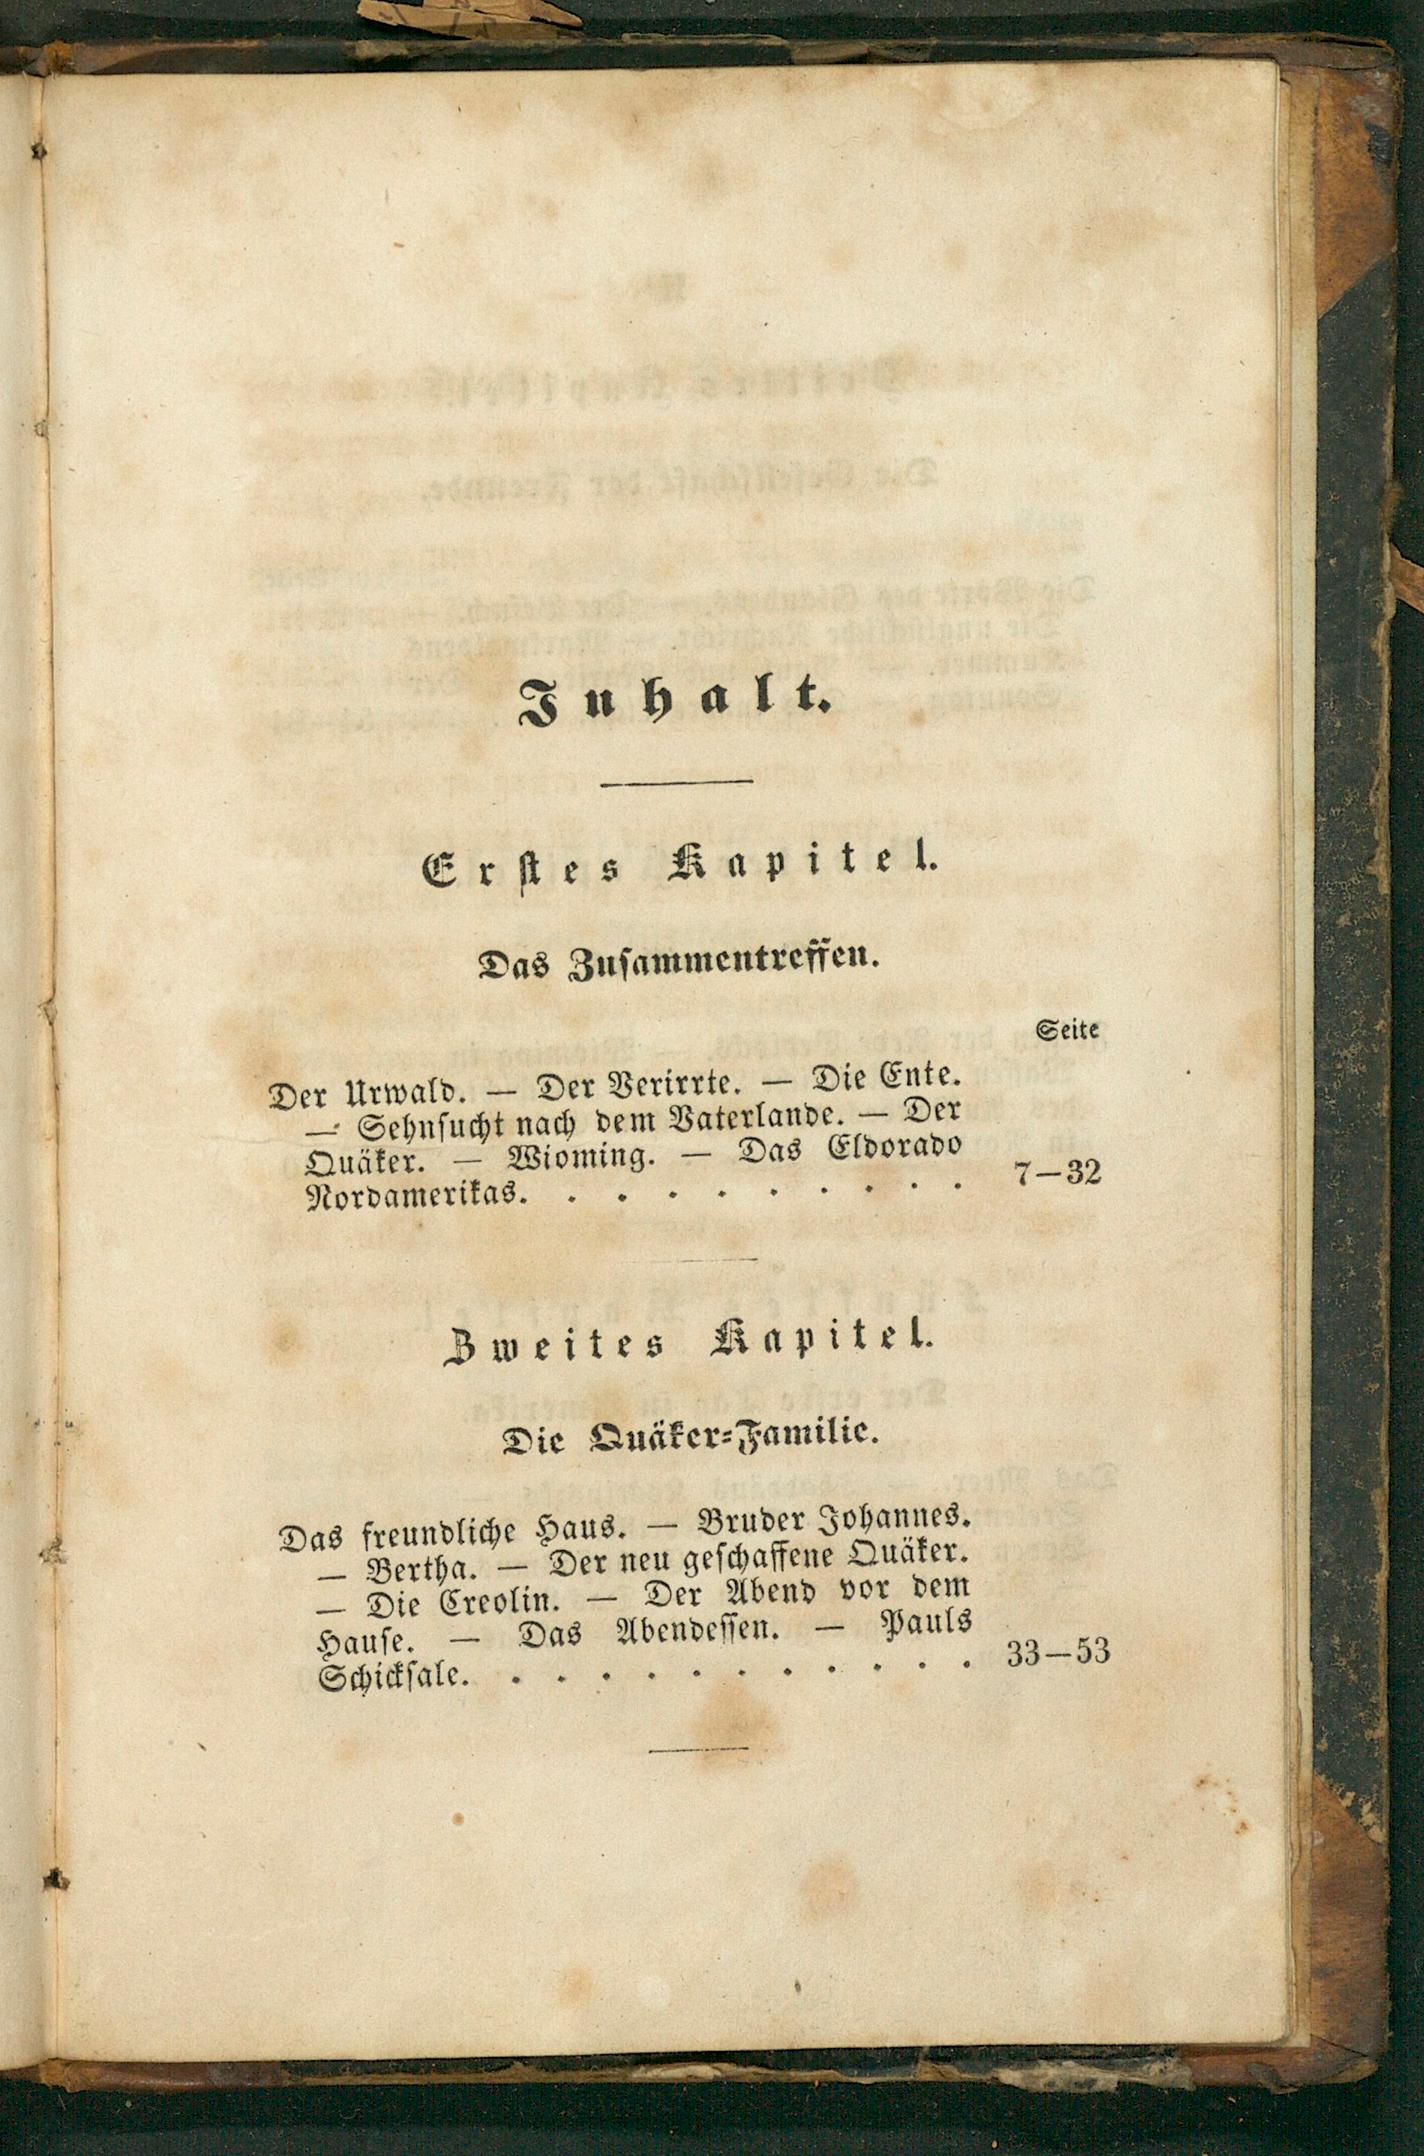 Inhalt.
Erstes Kapitel.
Das Zusammentreffen.
Seite
Der Urwald. — Der Verirrte. — Die Ente.
— Sehnsucht nach dem Vaterlande. — Der
Quäker. — Wioming. — Das Eldorado
Nordamerikas. . . . . . . . . . 7—32
Zweites Kapitel.
Die Quäker-Familie.
Das freundliche Haus. — Bruder Johannes.
— Bertha. — Der neu geschaffene Quäker.
— Die Creolin. — Der Abend vor dem
Hause. — Das Abendessen. — Pauls
Schicksale. . . . . . . . . . . . 33—53